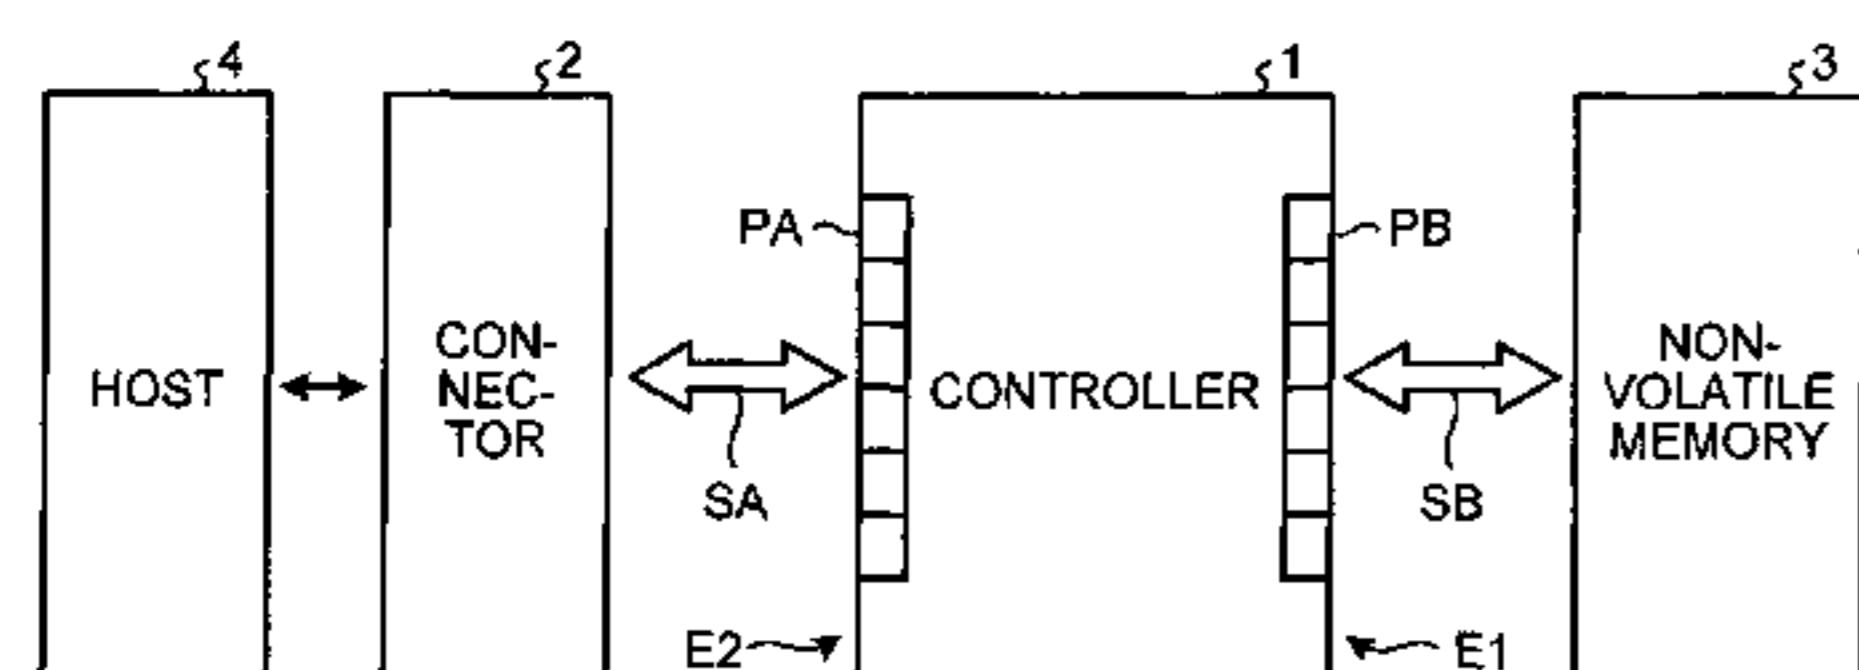 4
2
1
3
PA
PB
HOST
CON-
NEC-
TOR
CONTROLLER
NON-
VOLATILE
MEMORY
SA
SB
E2
E1